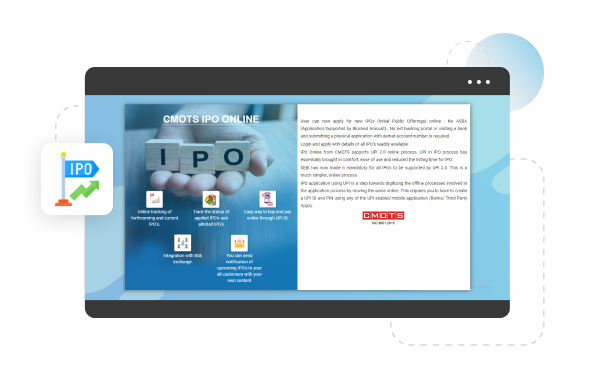 CMOTS IPO ONLINE
IPO
Online tracking of
forthcoming and current
IPO's.
Track the status of
applied IPO's and
allotted IPO's
Easy way to buy and pay
online through UPI ID.
Integration with BSE
exchange.
You can send
notification of
upcoming IPO's to your
all customers with your
own content
User can now apply for new IPOs (Initial Public Offerings) online . No ASBA
(Application Supported by Blocked Amount) , No net banking portal or visiting a bank
and submitting a physical application with demat account number is required.
Login and apply with details of all IPO's readily available.
IPO Online from CMOTS supports UPI 2.0 online process. UPI in IPO process has
essentially brought in comfort, ease of use and reduced the listing time for IPO.
SEBI has now made it mandatory for all IPOs to be supported by UPI 2.0. This is a
much simpler, online process.
IPO application using UPI is a step towards digitizing the offline processes involved in
the application process by moving the same online. This requires you to have to create
a UPI ID and PIN using any of the UPI enabled mobile application (Banks/ Third Party
Apps).
CMOTS
ISO 9001:2015
IPO